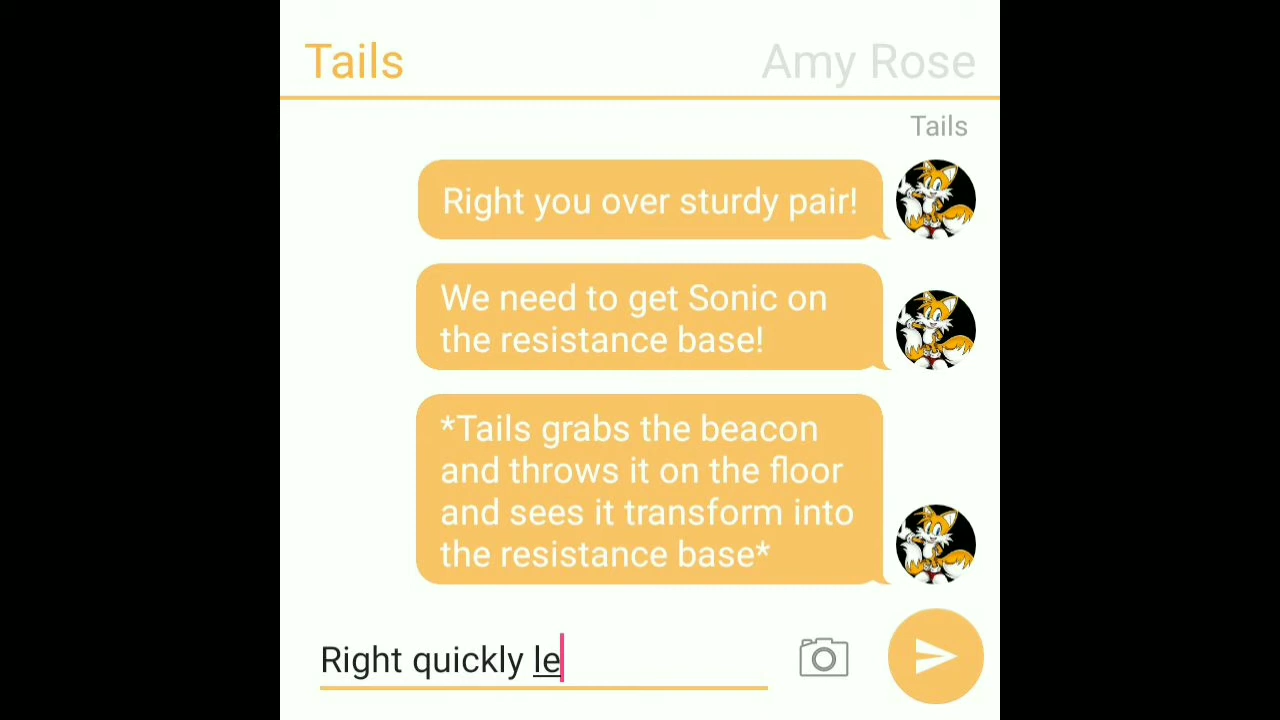 Tails
Amy Rose
Tails
Right you over sturdy pair!
We need to get Sonic on
the resistance base!
*Tails grabs the beacon
and throws it on the floor
and sees it transform into
the resistance base*
Right quickly le